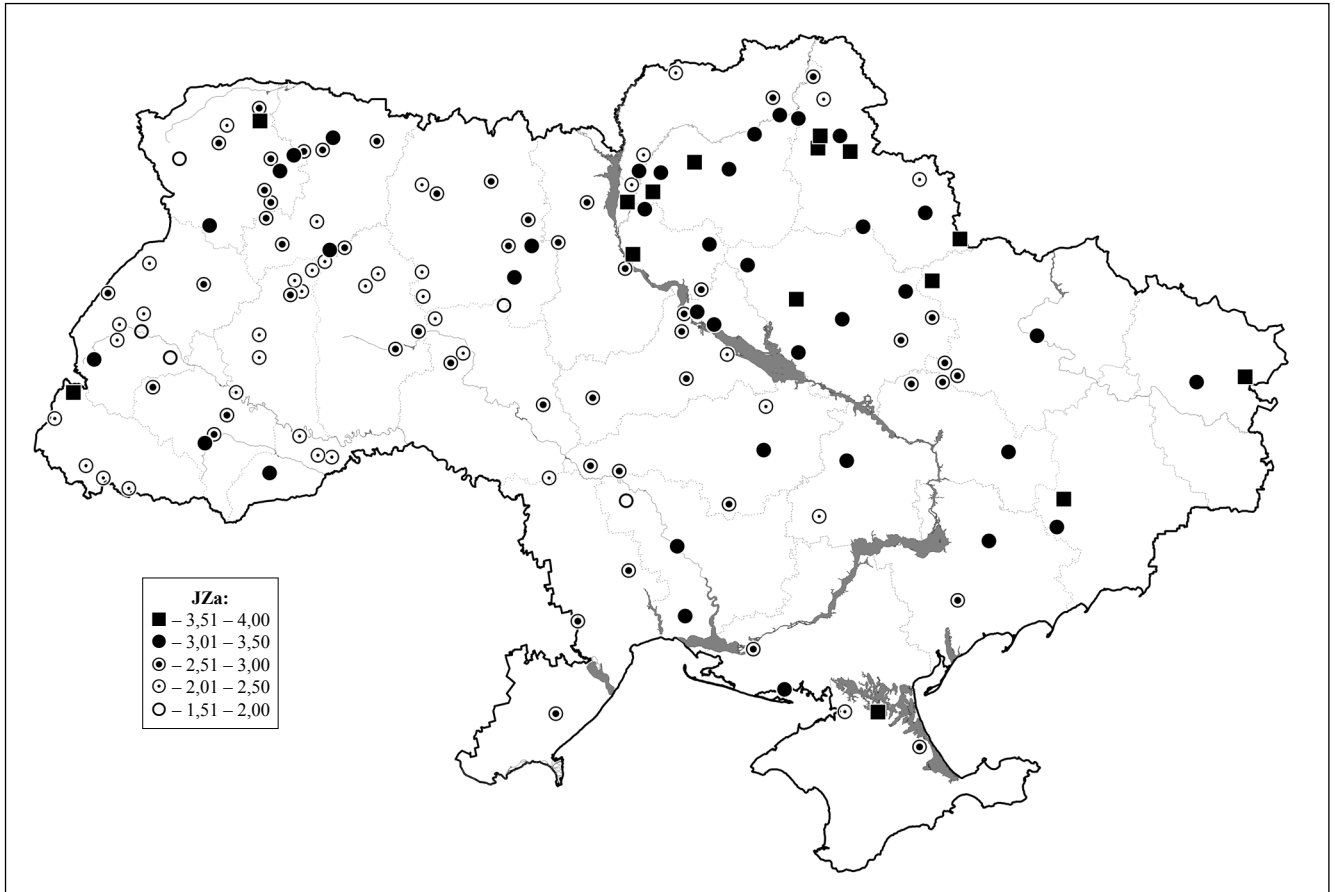 JZa:
– 3,51 – 4,00
– 3,01 – 3,50
– 2,51 – 3,00
– 2,01 – 2,50
– 1,51 – 2,00